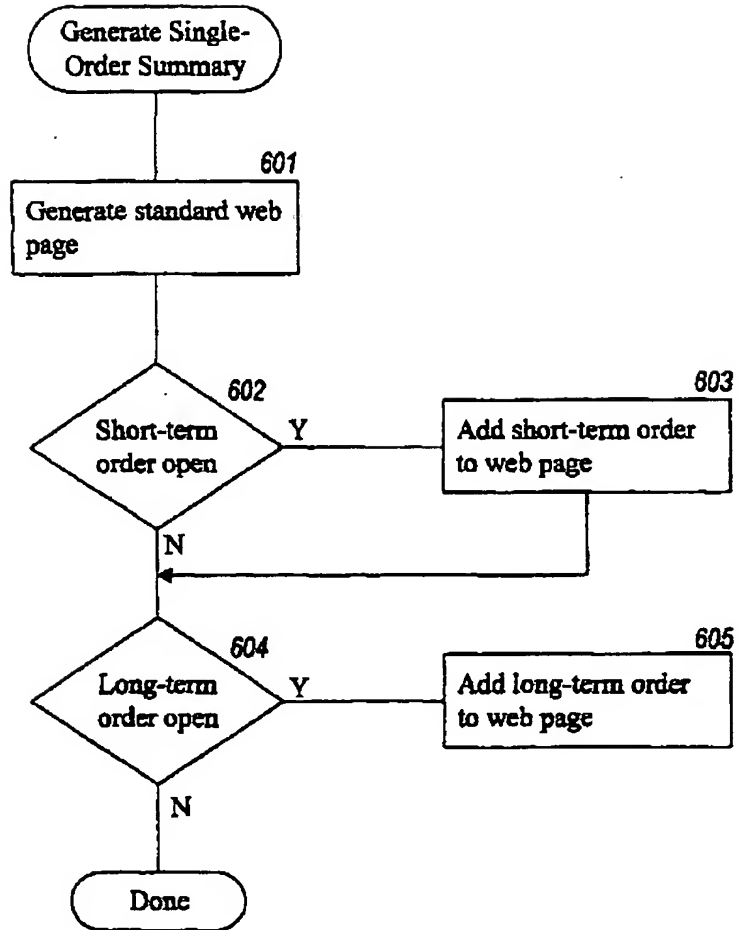 Generate Single-
Order Summary
601
Generate standard web
page
602
Short-term
order open
Y
603
Add short-term order
to web page
N
604
Long-term
order open
Y
605
Add long-term order
to web page
N
Done